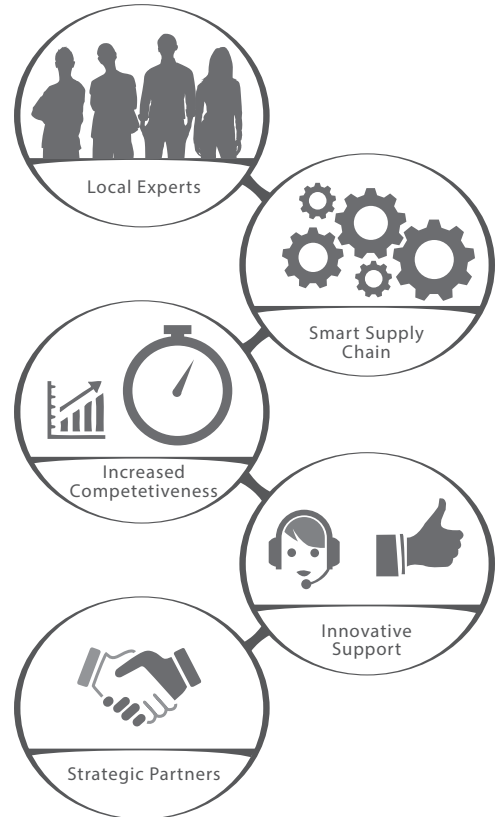 Local Experts
Smart Supply
Chain
Increased
Competetiveness
Innovative
Support
Strategic Partners